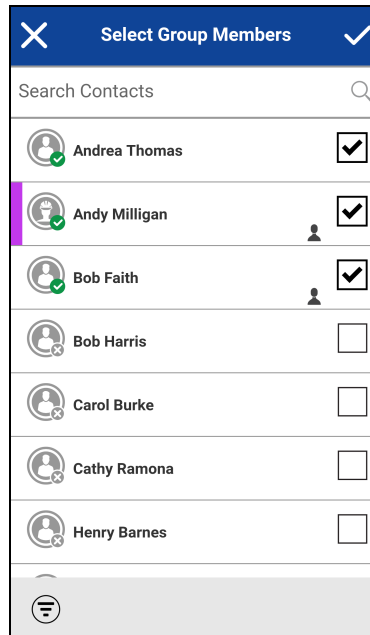 Select Group Members
Search Contacts
Andrea Thomas
Andy Milligan
Bob Faith
Bob Harris
Carol Burke
Cathy Ramona
Henry Barnes